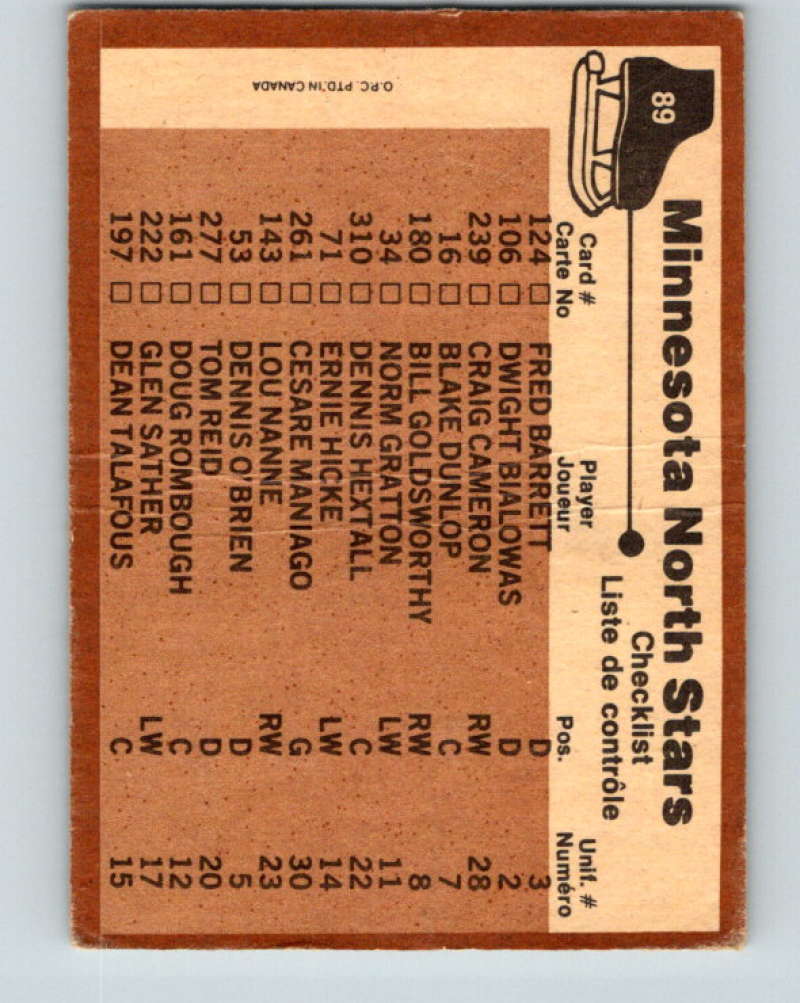 89
Minnesota North Stars
Checklist
Liste de contrôle
Card # Player Pos. Unif. #
Carte No Joueur Numéro
124 □ FRED BARRETT D 3
106 □ DWIGHT BIALOWAS D 2
239 □ CRAIG CAMERON RW 28
16 □ BLAKE DUNLOP C 7
180 □ BILL GOLDSWORTHY RW 8
34 □ NORM GRATTON LW 11
310 □ DENNIS HEXTALL C 22
71 □ ERNIE HICKE LW 14
261 □ CESARE MANIAGO G 30
143 □ LOU NANNE RW 23
53 □ DENNIS O'BRIEN D 5
277 □ TOM REID D 20
161 □ DOUG ROMBOUGH C 12
222 □ GLEN SATHER LW 17
197 □ DEAN TALAFOUS C 15
O.P.C. PTD. IN CANADA